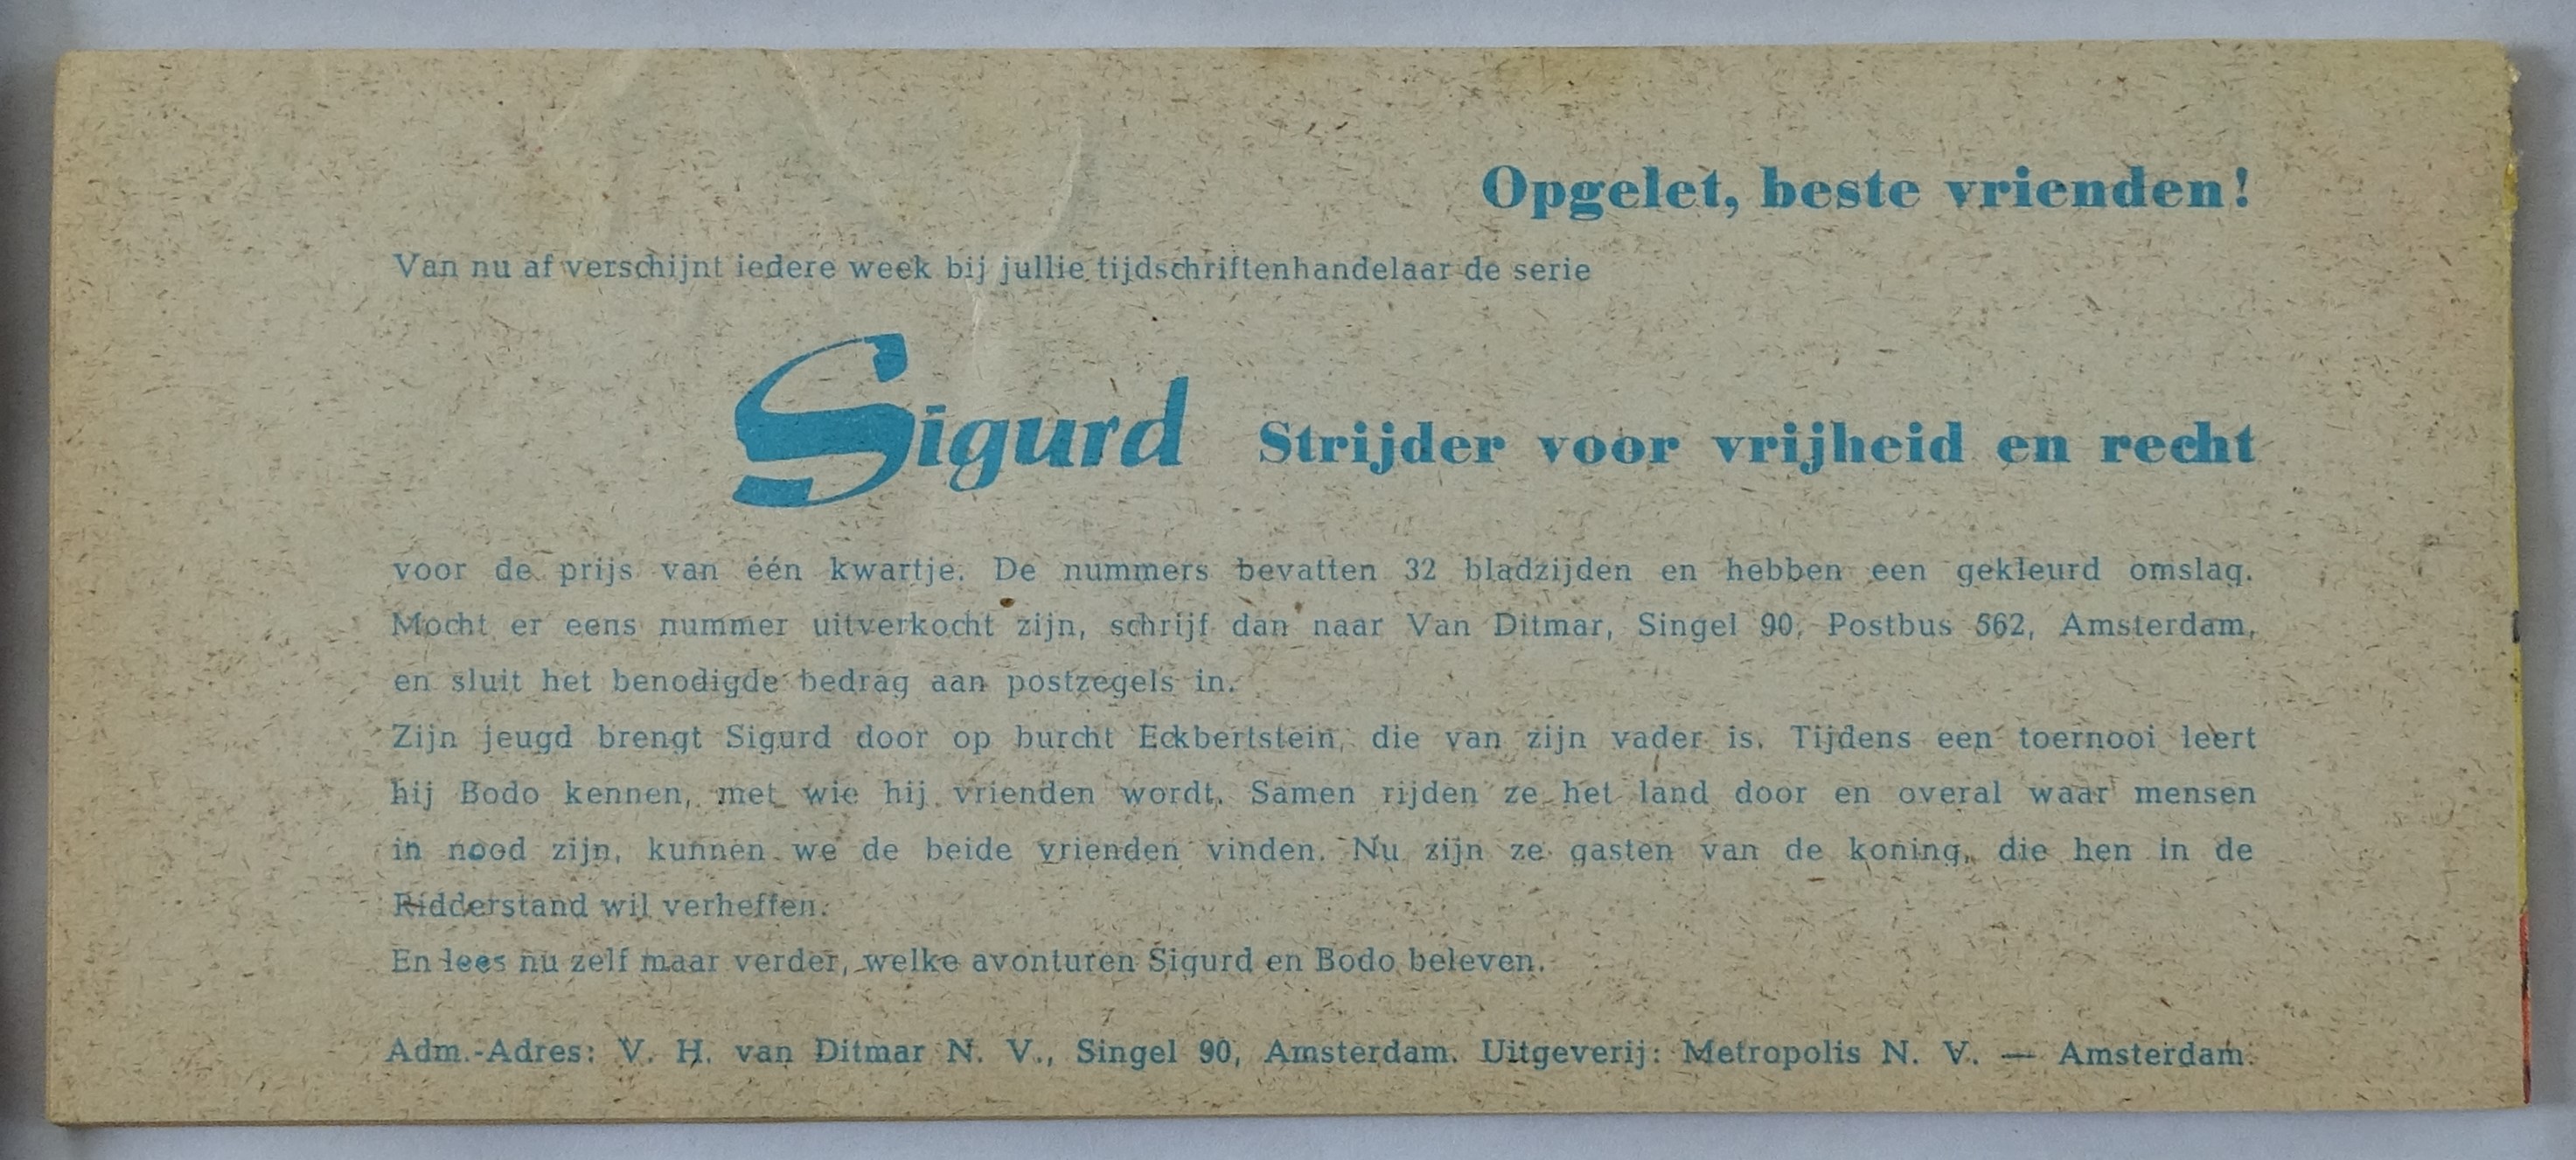 Opgelet, beste vrienden!
Van nu af verschijnt iedere week bij jullie tijdschriftenhandelaar de serie
Sigurd Strijder voor vrijheid en recht
voor de prijs van één kwartje. De nummers bevatten 32 bladzijden en hebben een gekleurd omslag.
Mocht er eens nummer uitverkocht zijn, schrijf dan naar Van Ditmar, Singel 90, Postbus 562, Amsterdam,
en sluit het benodigde bedrag aan postzegels in.
Zijn jeugd brengt Sigurd door op burcht Eckbertstein, die van zijn vader is. Tijdens een toernooi leert
hij Bodo kennen, met wie hij vrienden wordt. Samen rijden ze het land door en overal waar mensen
in nood zijn, kunnen we de beide vrienden vinden. Nu zijn ze gasten van de koning, die hen in de
Ridderstand wil verheffen.
En lees nu zelf maar verder, welke avonturen Sigurd en Bodo beleven.
Adm.-Adres: V. H. van Ditmar N. V., Singel 90, Amsterdam. Uitgeverij: Metropolis N. V. — Amsterdam.